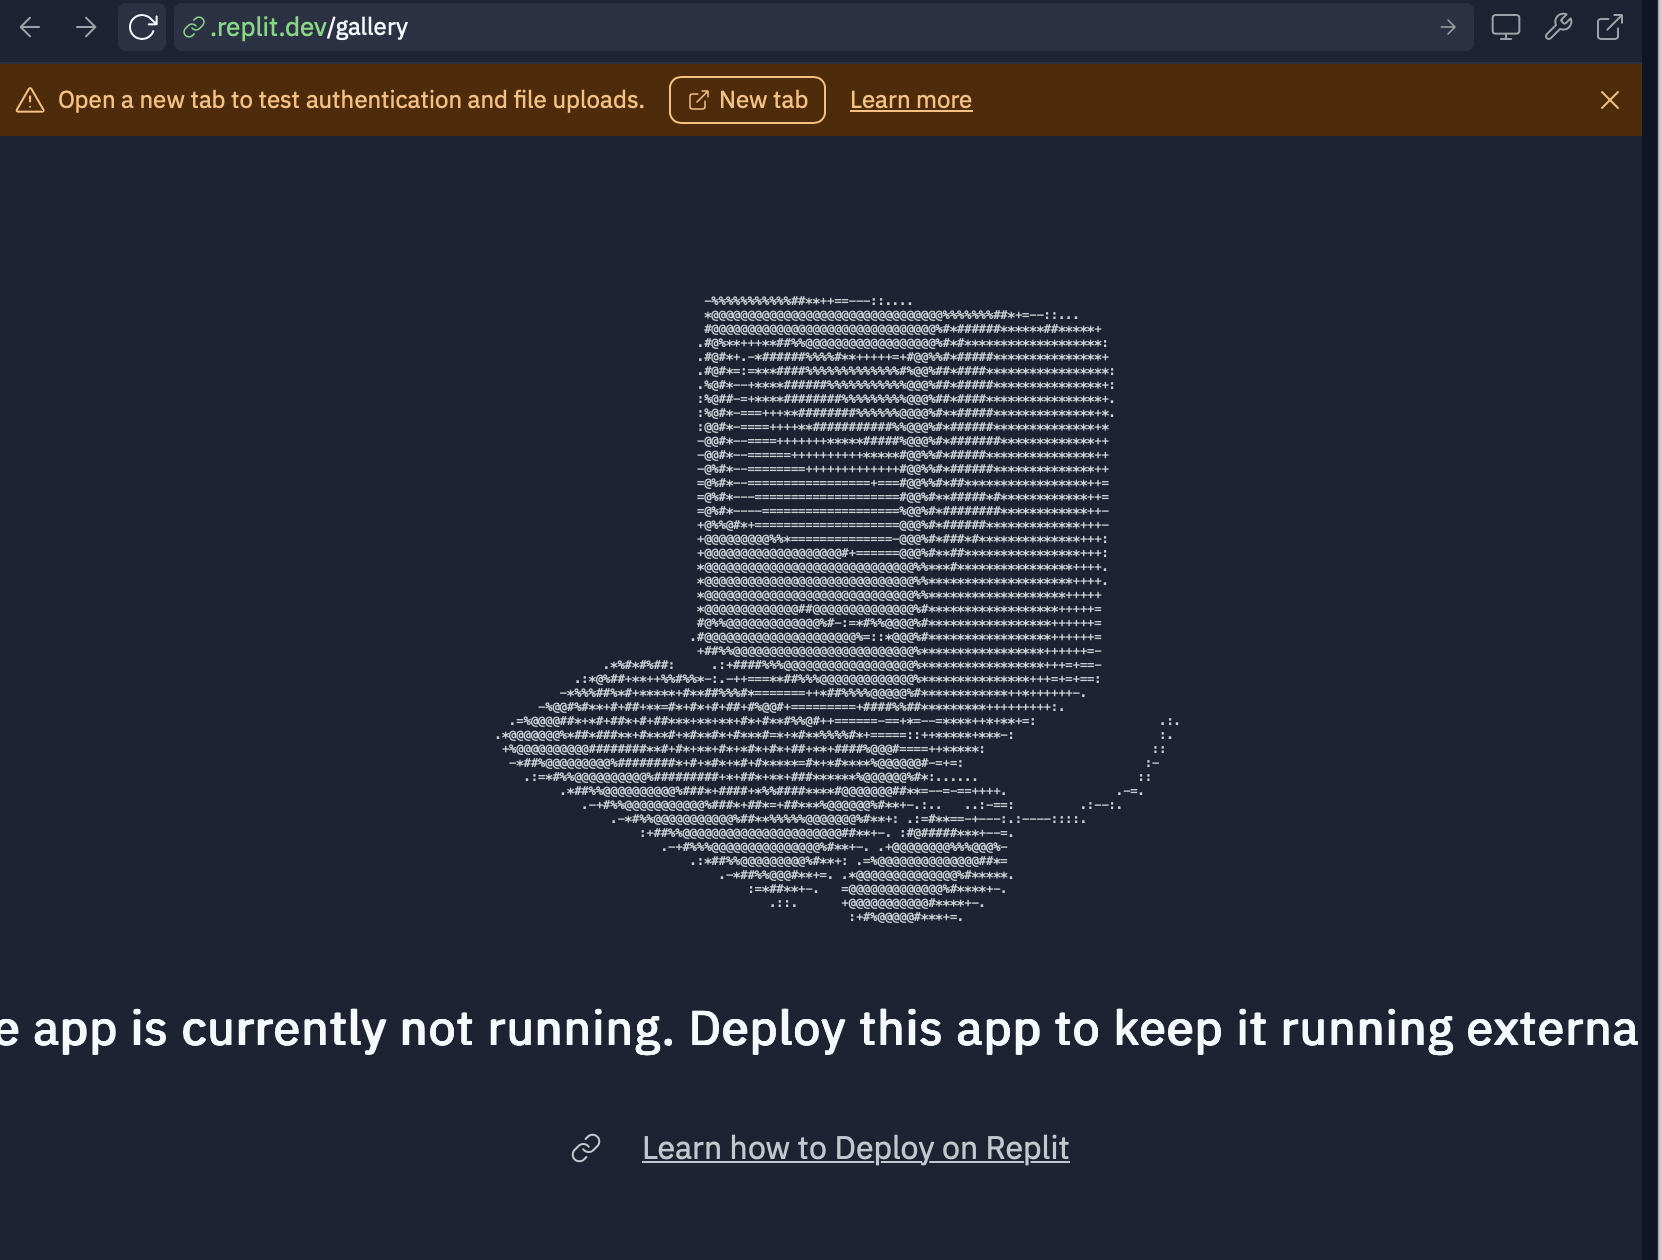 .replit.dev/gallery
Open a new tab to test authentication and file uploads. New tab Learn more
e app is currently not running. Deploy this app to keep it running externa
Learn how to Deploy on Replit